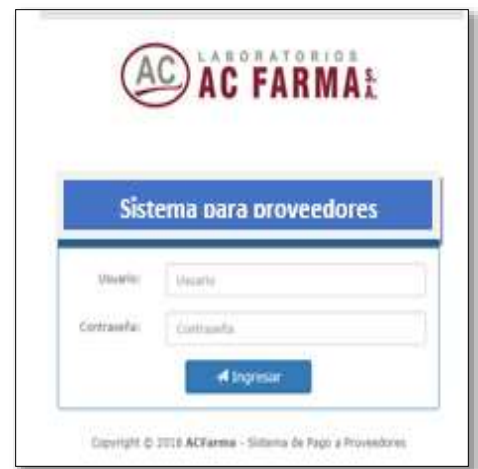 AC
LABORATORIOS
AC FARMA S.A.
Sistema para proveedores
Usuario: Usuario
Contraseña: Contraseña
Ingresar
Copyright © 2018 ACFarma - Sistema de Pago a Proveedores